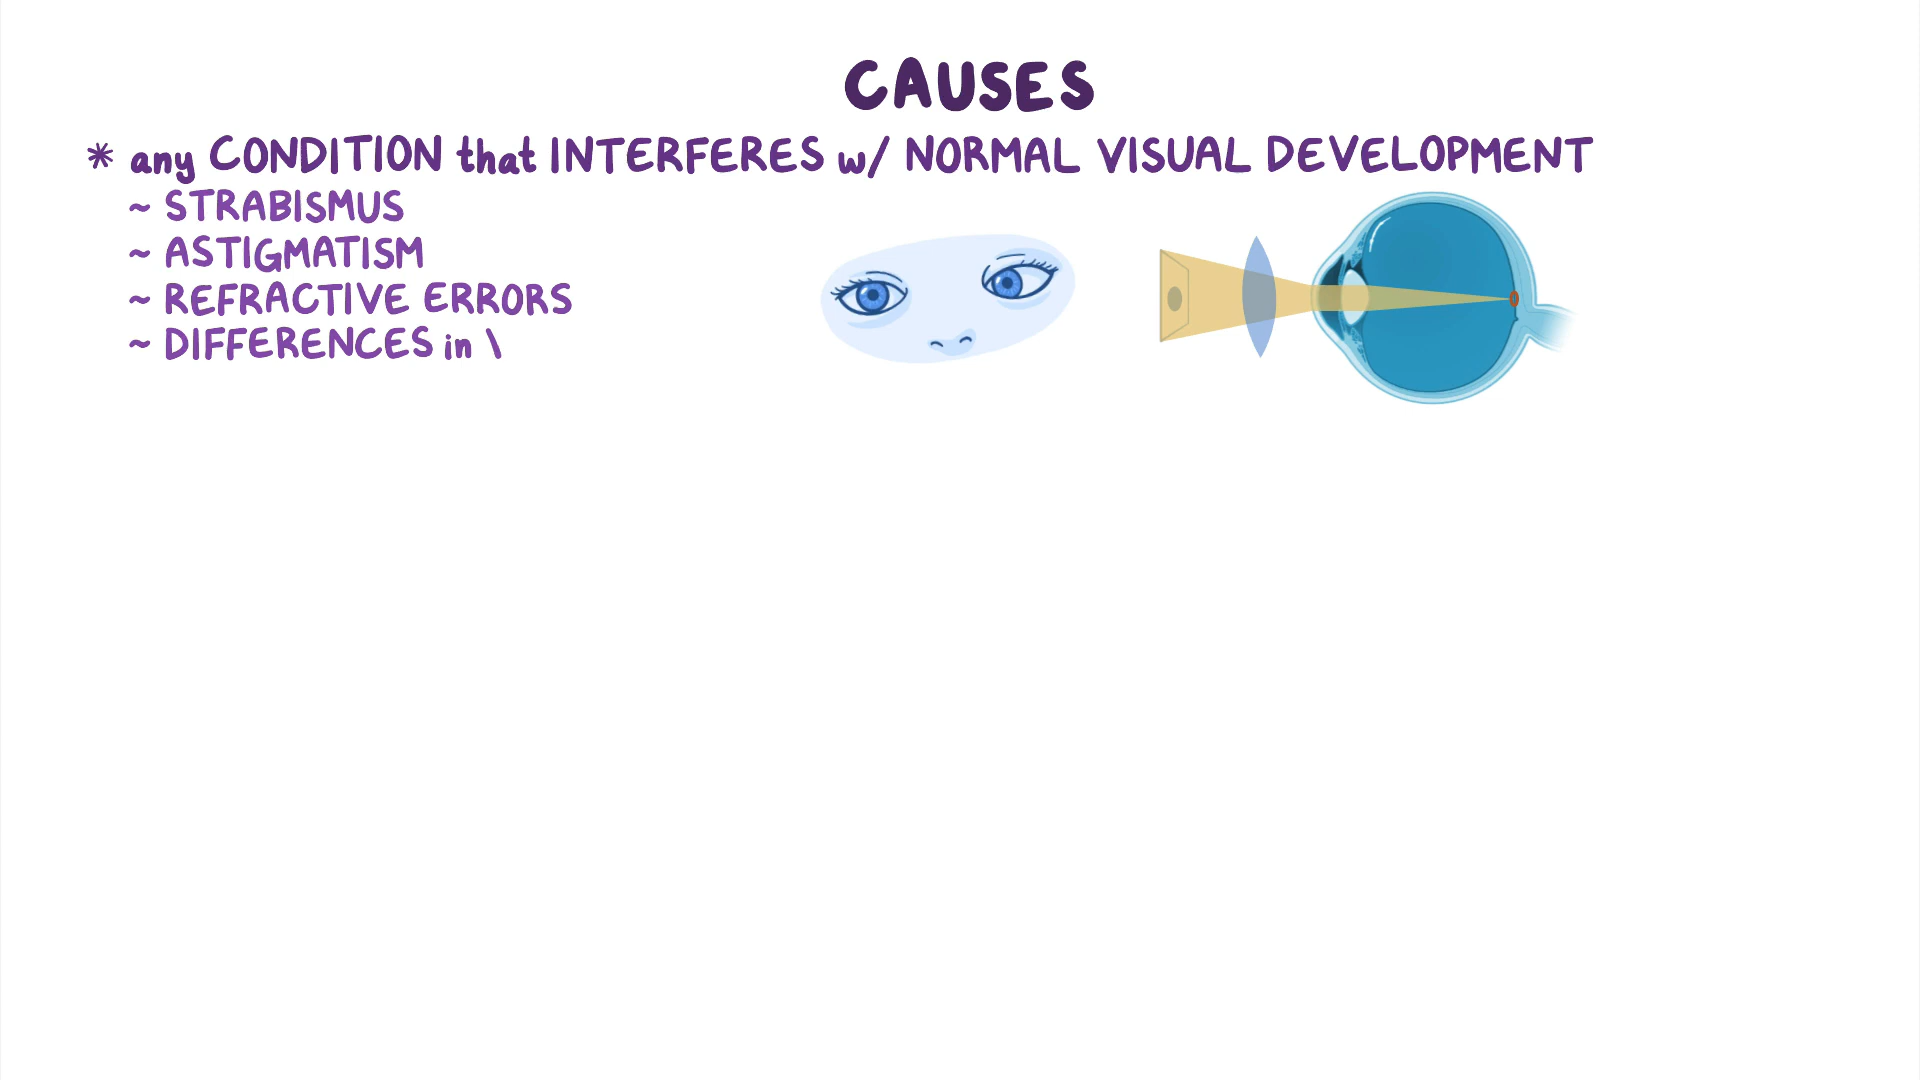 CAUSES
* any CONDITION that INTERFERES w/ NORMAL VISUAL DEVELOPMENT
~ STRABISMUS
~ ASTIGMATISM
~ REFRACTIVE ERRORS
~ DIFFERENCES in \